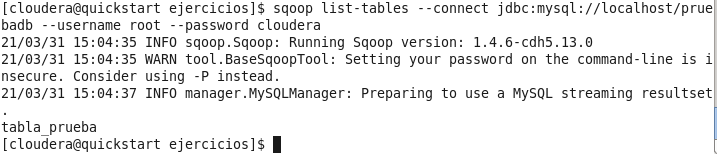 [cloudera@quickstart ejercicios]$ sqoop list-tables --connect jdbc:mysql://localhost/prue
badb --username root --password cloudera
21/03/31 15:04:35 INFO sqoop.Sqoop: Running Sqoop version: 1.4.6-cdh5.13.0
21/03/31 15:04:35 WARN tool.BaseSqoopTool: Setting your password on the command-line is i
nsecure. Consider using -P instead.
21/03/31 15:04:37 INFO manager.MySQLManager: Preparing to use a MySQL streaming resultset
.
tabla_prueba
[cloudera@quickstart ejercicios]$